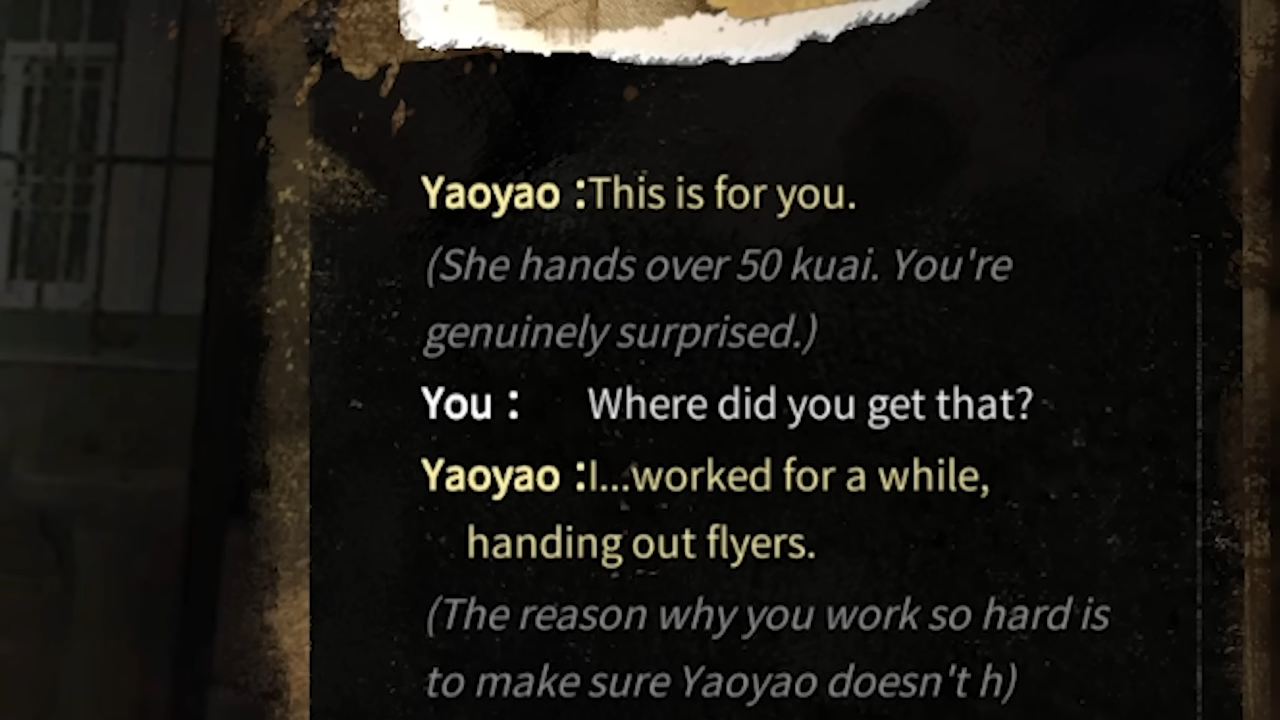 Yaoyao :This is for you.
(She hands over 50 kuai. You're
genuinely surprised.)
You : Where did you get that?
Yaoyao :I...worked for a while,
handing out flyers.
(The reason why you work so hard is
to make sure Yaoyao doesn't h)